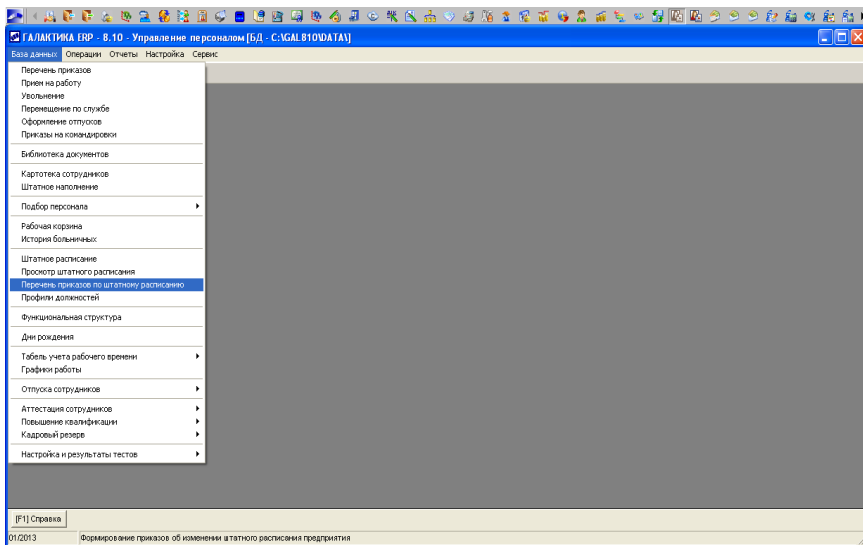 ГАЛАКТИКА ERP - 8.10 - Управление персоналом [БД - C:\GAL810\DATA\]
База данных Операции Отчеты Настройка Сервис
Перечень приказов
Прием на работу
Увольнение
Перемещение по службе
Оформление отпусков
Приказы на командировки
Библиотека документов
Картотека сотрудников
Штатное наполнение
Подбор персонала
Рабочая корзина
История больничных
Штатное расписание
Просмотр штатного расписания
Перечень приказов по штатному расписанию
Профили должностей
Функциональная структура
Дни рождения
Табель учета рабочего времени
Графики работы
Отпуска сотрудников
Аттестация сотрудников
Повышение квалификации
Кадровый резерв
Настройка и результаты тестов
[F1] Справка
01/2013 Формирование приказов об изменении штатного расписания предприятия